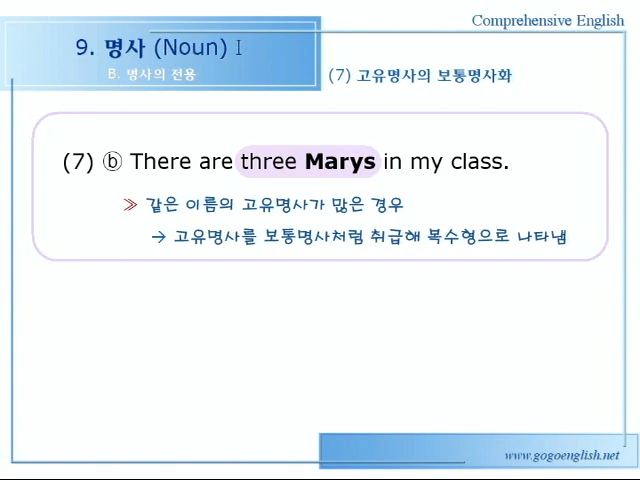 Comprehensive English
9. 명사 (Noun) I
B. 명사의 전용
(7) 고유명사의 보통명사화
(7) ⓑ There are three Marys in my class.
≫ 같은 이름의 고유명사가 많은 경우
→ 고유명사를 보통명사처럼 취급해 복수형으로 나타냄
www.gogoenglish.net